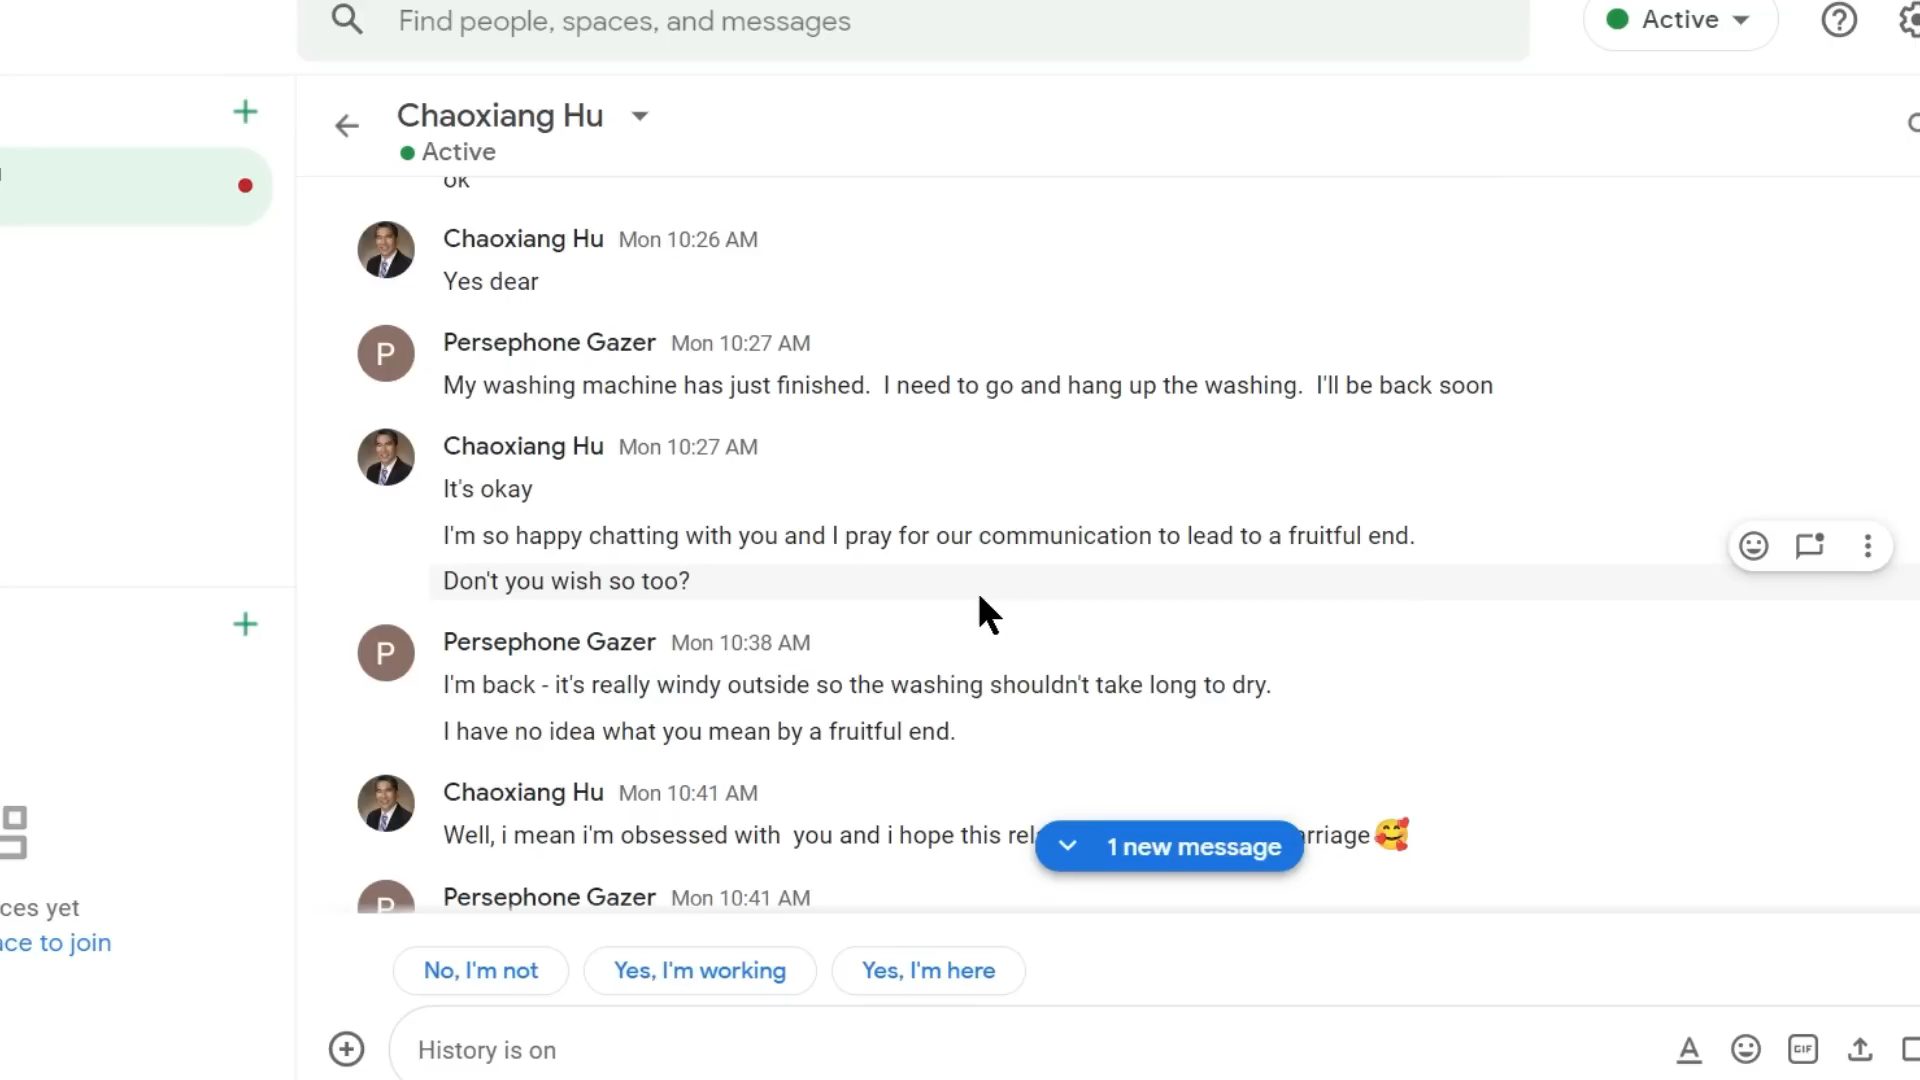 Find people, spaces, and messages
Active
Chaoxiang Hu
Active
ok
Chaoxiang Hu Mon 10:26 AM
Yes dear
P
Persephone Gazer Mon 10:27 AM
My washing machine has just finished. I need to go and hang up the washing. I'll be back soon
Chaoxiang Hu Mon 10:27 AM
It's okay
I'm so happy chatting with you and I pray for our communication to lead to a fruitful end.
Don't you wish so too?
P
Persephone Gazer Mon 10:38 AM
I'm back - it's really windy outside so the washing shouldn't take long to dry.
I have no idea what you mean by a fruitful end.
Chaoxiang Hu Mon 10:41 AM
Well, i mean i'm obsessed with you and i hope this rel
arriage🥰
1 new message
P
Persephone Gazer Mon 10:41 AM
ces yet
ace to join
No, I'm not
Yes, I'm working
Yes, I'm here
History is on
A
GIF